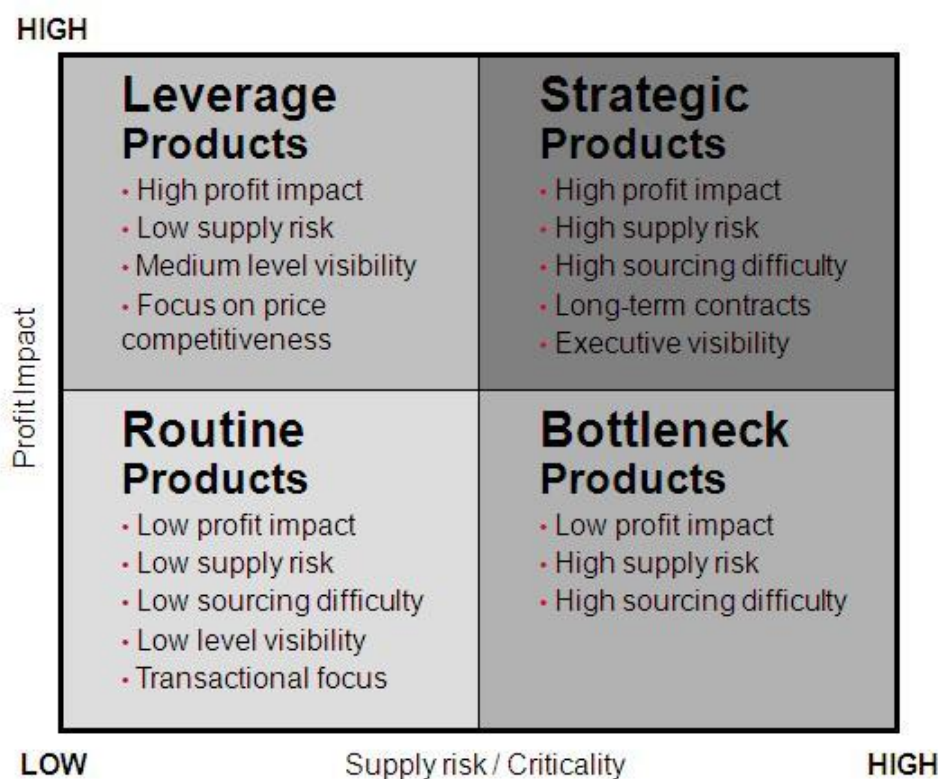 HIGH
Leverage
Products
• High profit impact
• Low supply risk
• Medium level visibility
• Focus on price
competitiveness
Strategic
Products
• High profit impact
• High supply risk
• High sourcing difficulty
• Long-term contracts
• Executive visibility
Profit Impact
Routine
Products
• Low profit impact
• Low supply risk
• Low sourcing difficulty
• Low level visibility
• Transactional focus
Bottleneck
Products
• Low profit impact
• High supply risk
• High sourcing difficulty
LOW
Supply risk / Criticality
HIGH